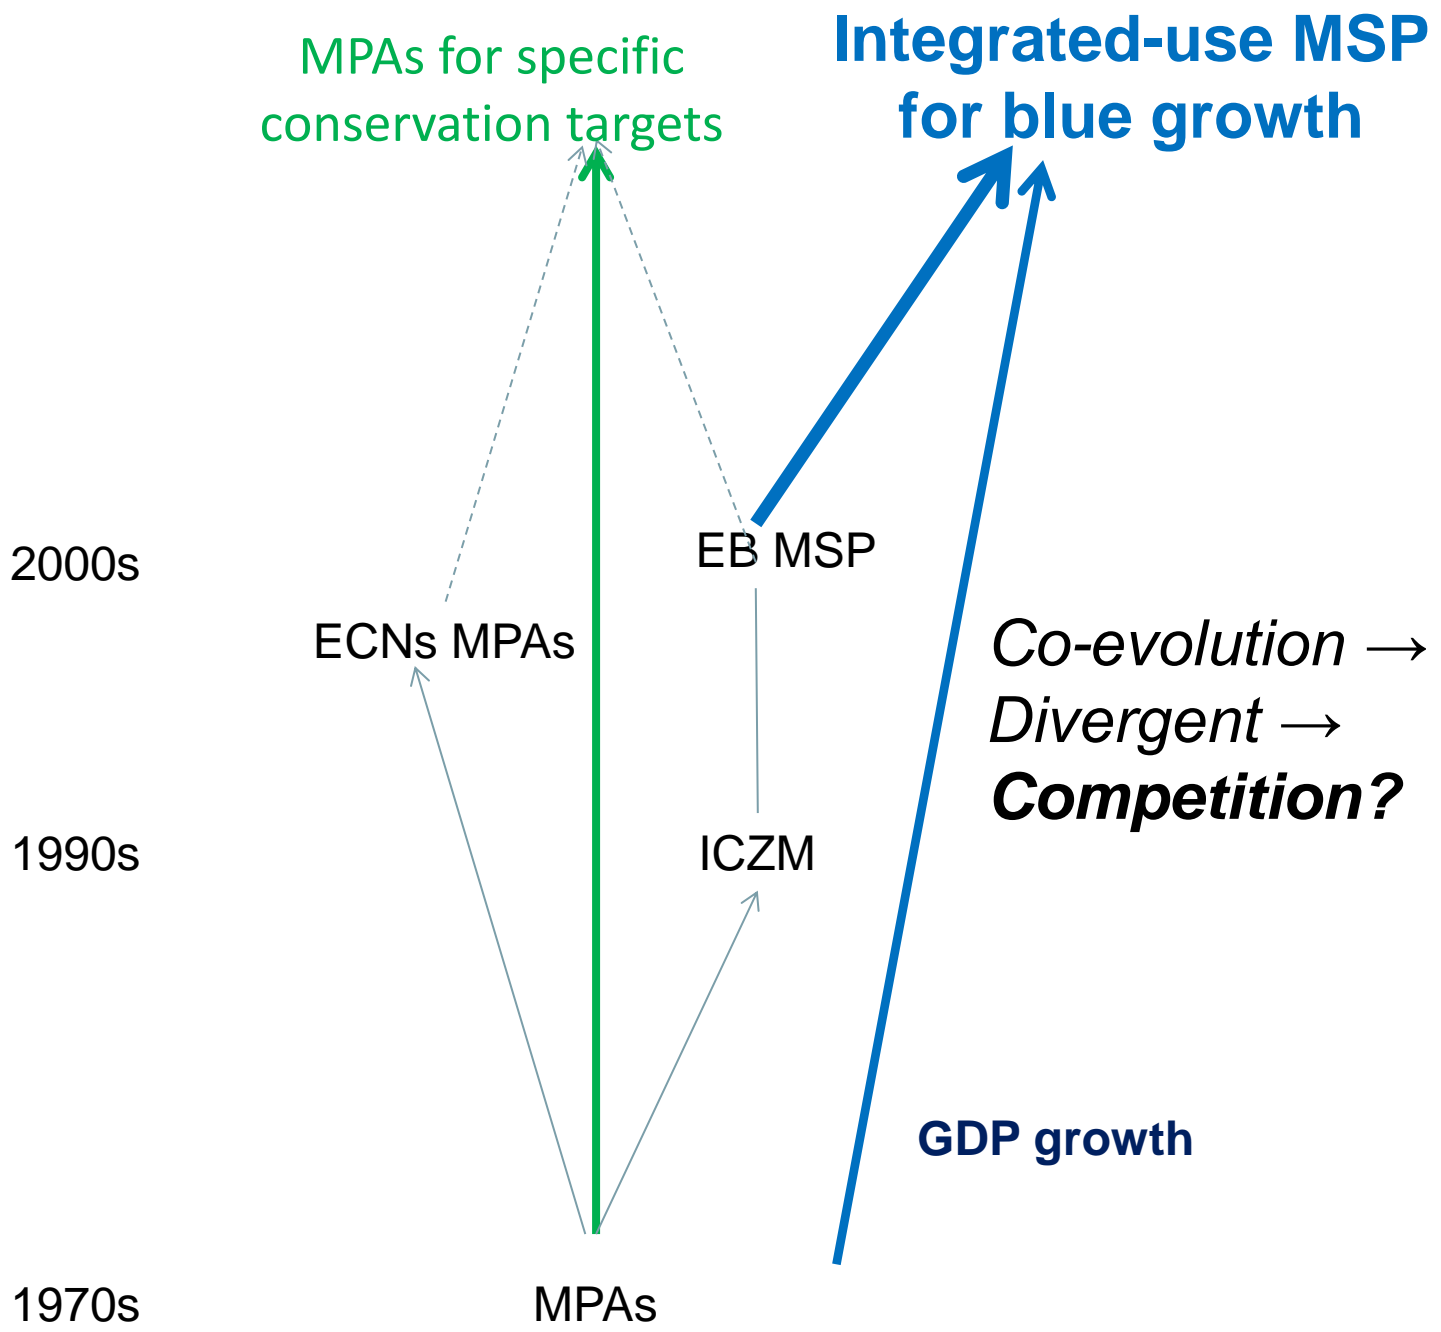 Integrated-use MSP
for blue growth
MPAs for specific
conservation targets
2000s
EB MSP
ECNs MPAs
Co-evolution →
Divergent →
Competition?
1990s
ICZM
GDP growth
1970s
MPAs